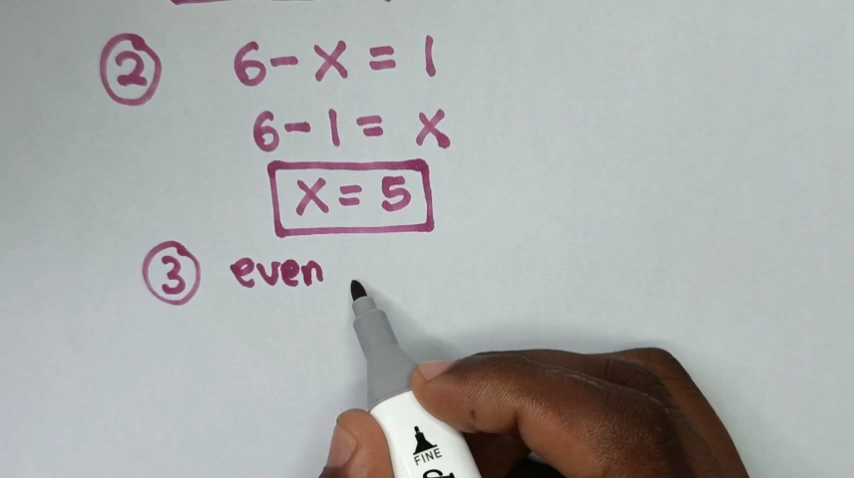 ② 6 - x = 1
6 - 1 = x
x = 5
③ even
FINE